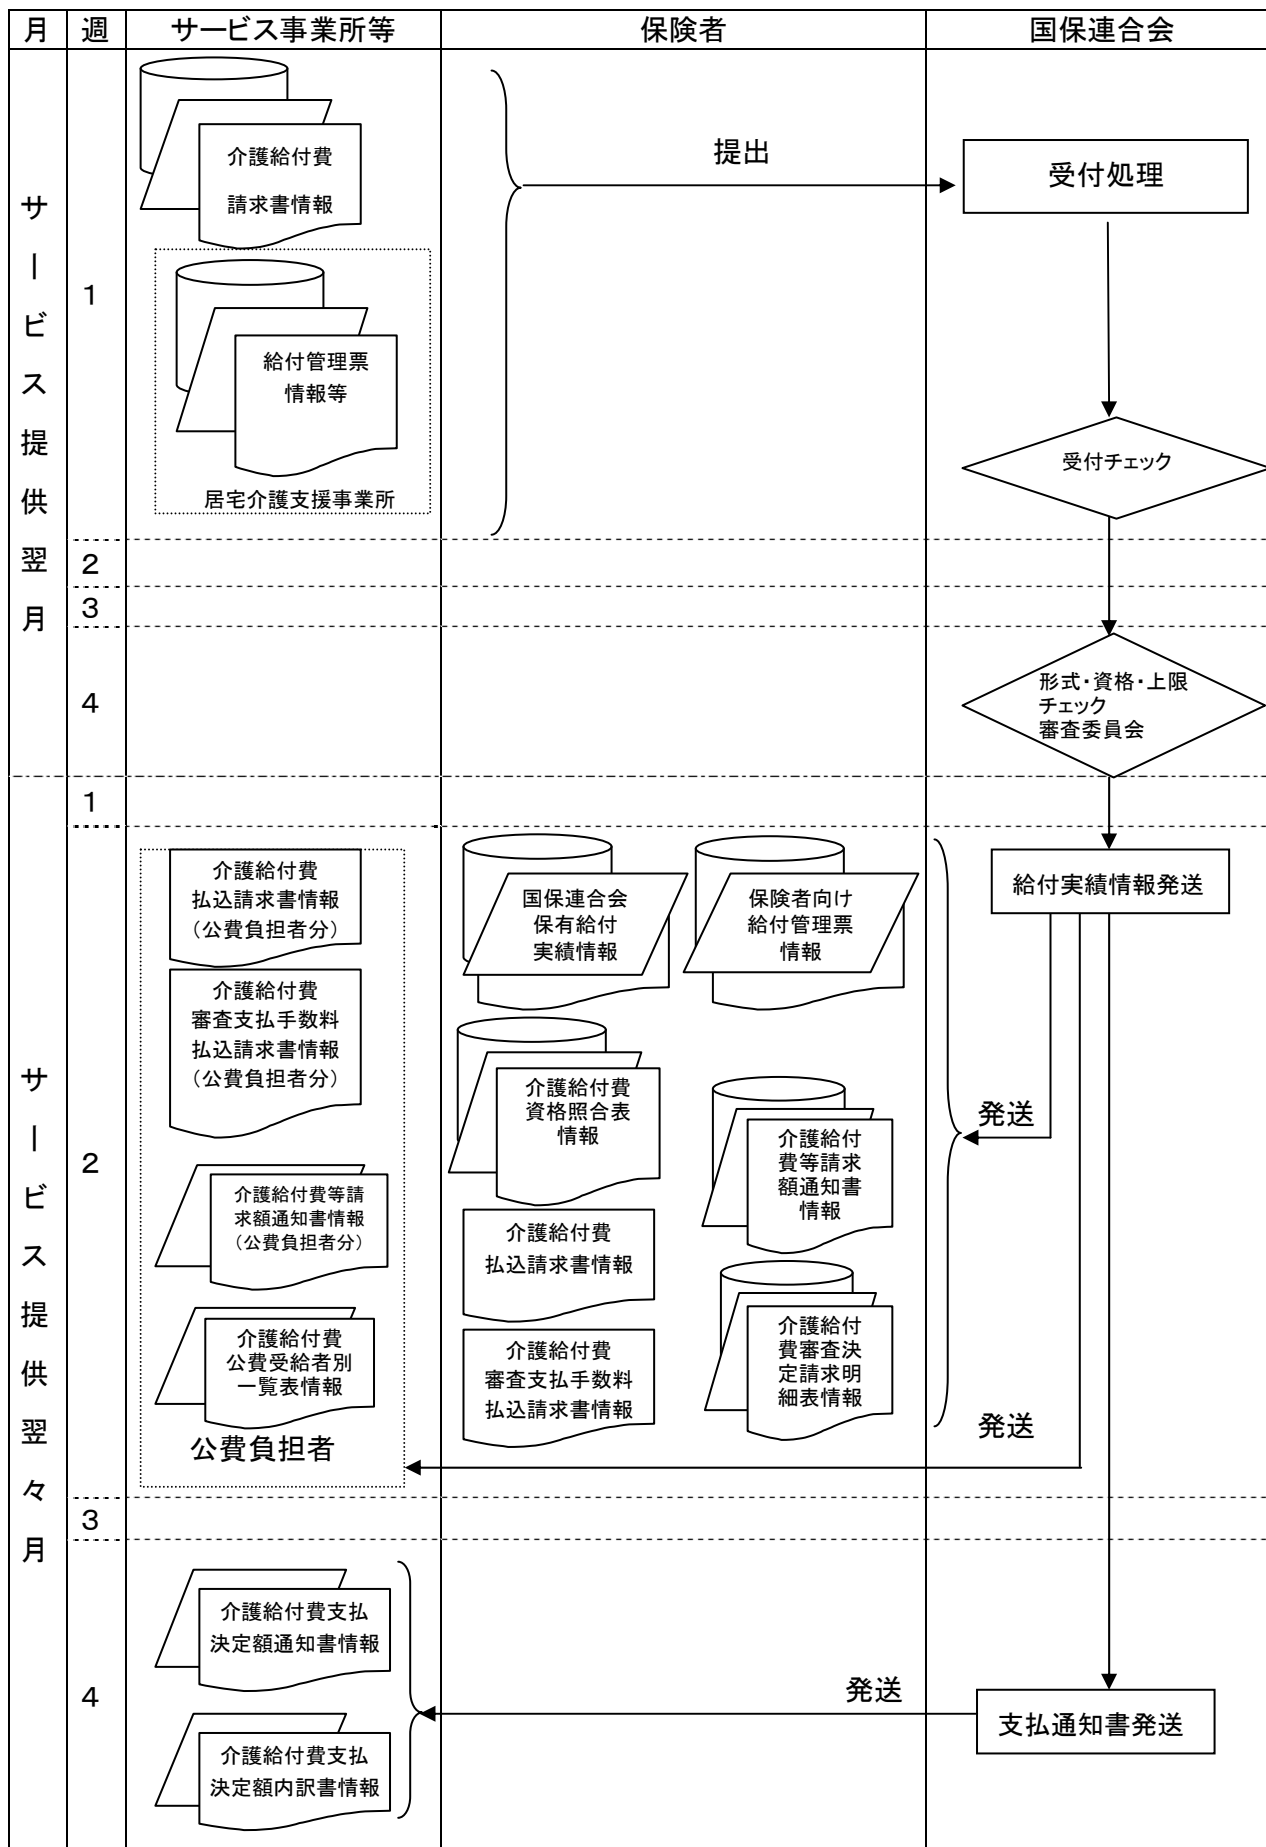 月 週 サービス事業所等 保険者 国保連合会
サービス提供翌月
1
介護給付費
請求書情報
給付管理票
情報等
居宅介護支援事業所
提出
受付処理
受付チェック
2
3
4
形式・資格・上限
チェック
審査委員会
サービス提供翌々月
1
2
介護給付費
払込請求書情報
(公費負担者分)
介護給付費
審査支払手数料
払込請求書情報
(公費負担者分)
介護給付費等請
求額通知書情報
(公費負担者分)
介護給付費
公費受給者別
一覧表情報
公費負担者
国保連合会
保有給付
実績情報
保険者向け
給付管理票
情報
介護給付費
資格照合表
情報
介護給付
費等請求
額通知書
情報
介護給付費
払込請求書情報
介護給付費
審査支払手数料
払込請求書情報
介護給付
費審査決
定請求明
細表情報
給付実績情報発送
発送
発送
3
4
介護給付費支払
決定額通知書情報
介護給付費支払
決定額内訳書情報
発送
支払通知書発送